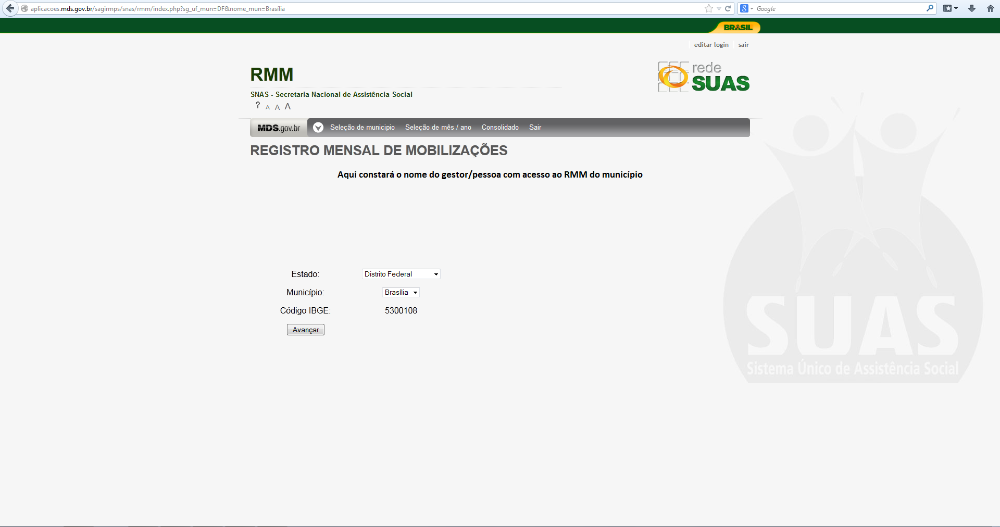 aplicacoes.mds.gov.br/sagirmps/snas/rmm/index.php?sg_uf_mun=DF&nome_mun=Brasília
Google
BRASIL
editar login sair
RMM
rede
SUAS
SNAS - Secretaria Nacional de Assistência Social
? A A A
MDS.gov.br Seleção de municipio Seleção de mês / ano Consolidado Sair
REGISTRO MENSAL DE MOBILIZAÇÕES
Aqui constará o nome do gestor/pessoa com acesso ao RMM do município
Estado: Distrito Federal
Município: Brasília
Código IBGE: 5300108
Avançar
SUAS
Sistema Único de Assistência Social